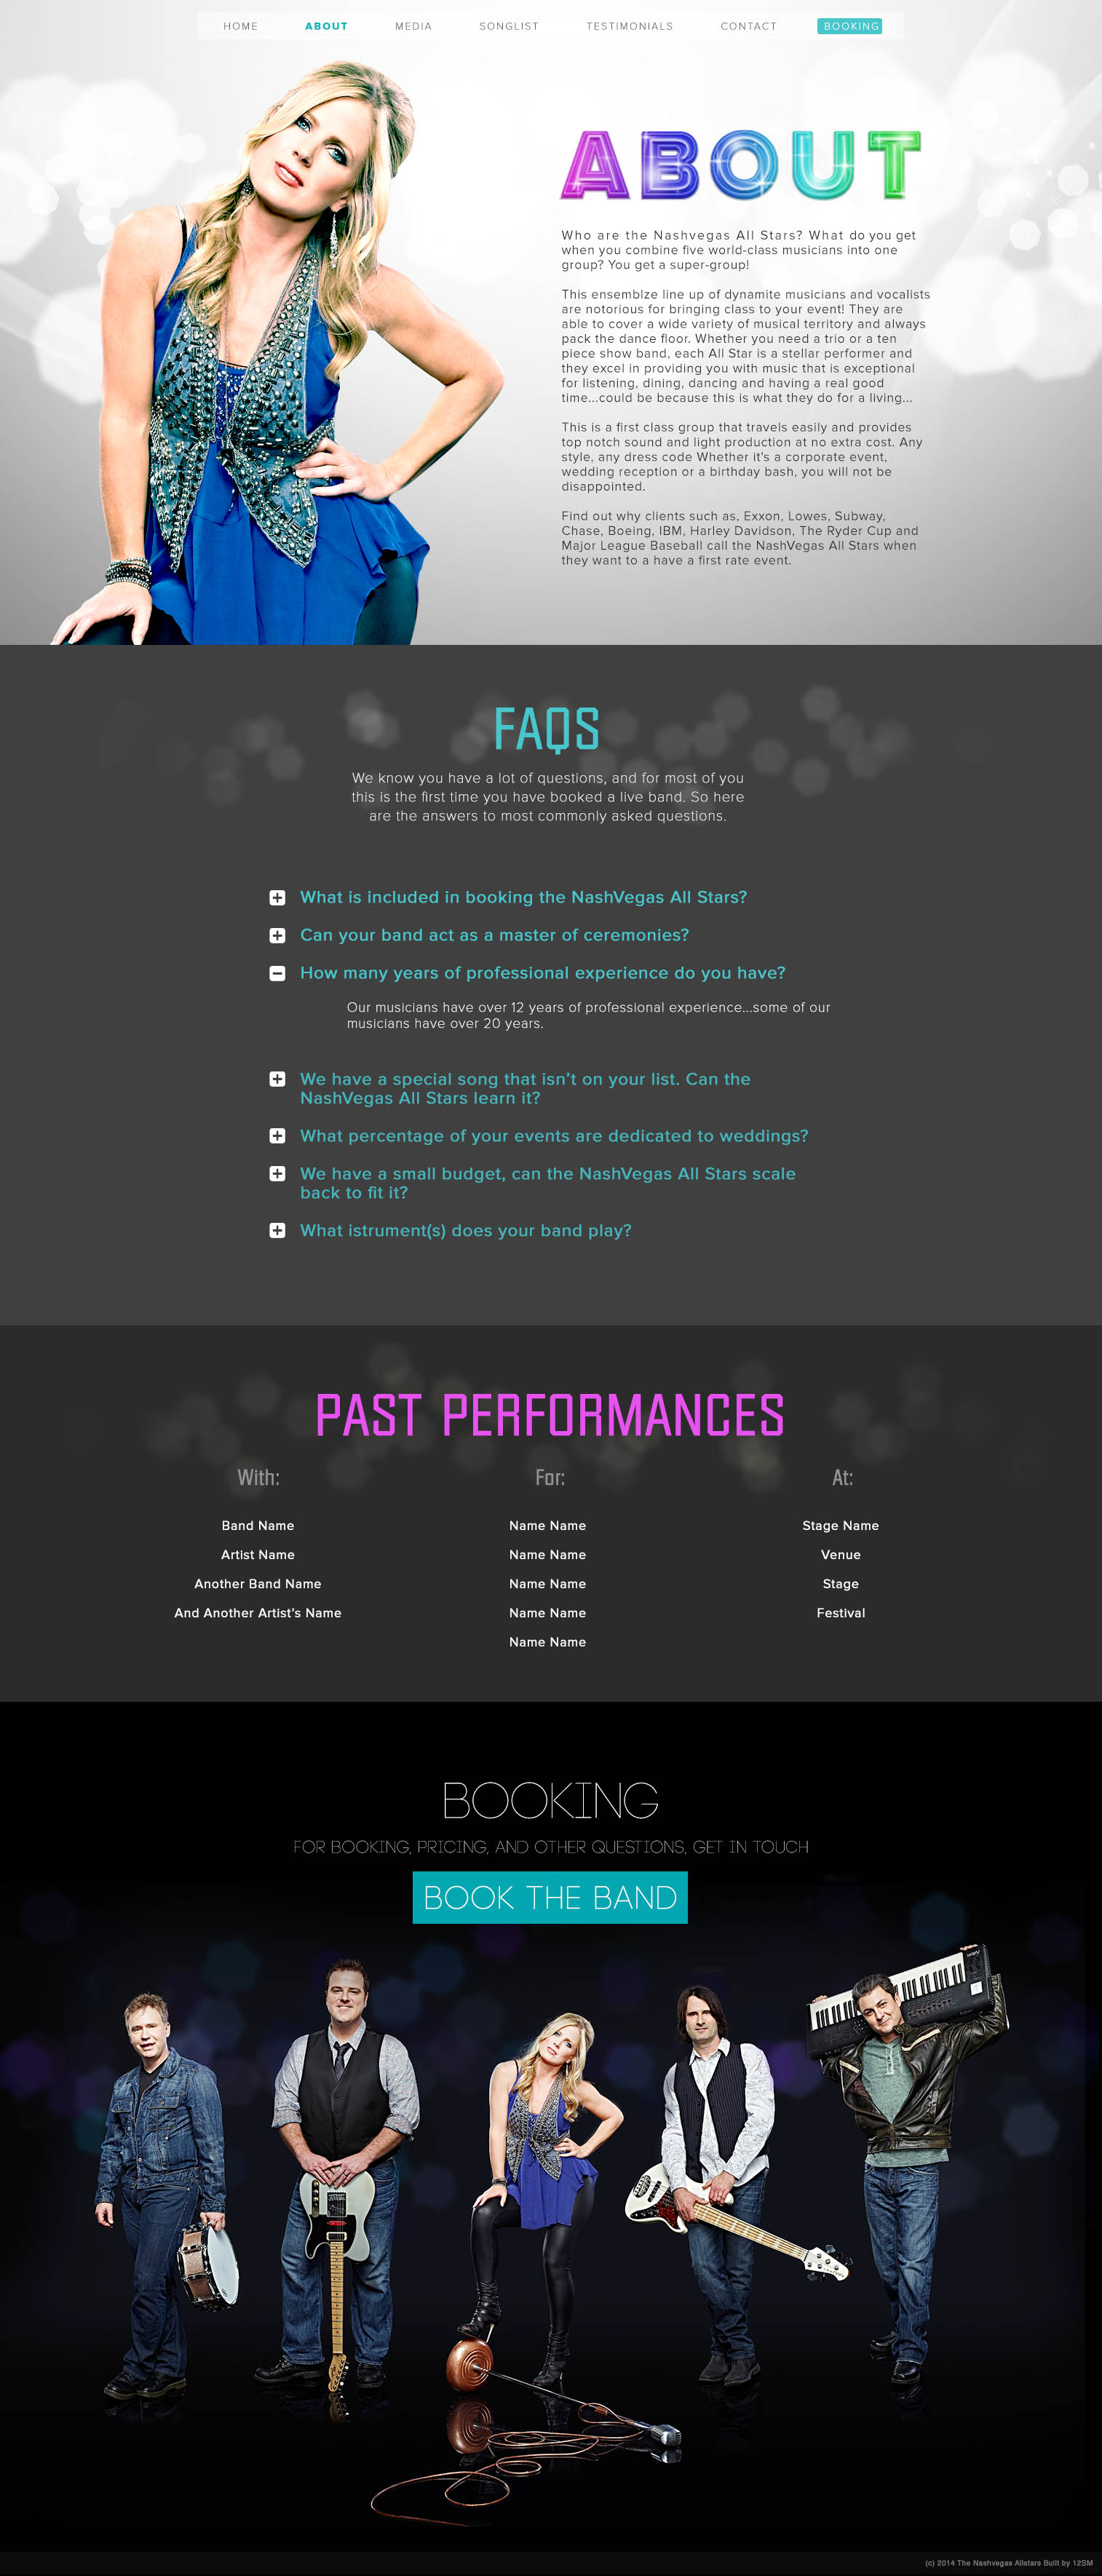 HOME ABOUT MEDIA SONGLIST TESTIMONIALS CONTACT BOOKING
ABOUT
Who are the Nashvegas All Stars? What do you get
when you combine five world-class musicians into one
group? You get a super-group!
This ensemblze line up of dynamite musicians and vocalists
are notorious for bringing class to your event! They are
able to cover a wide variety of musical territory and always
pack the dance floor. Whether you need a trio or a ten
piece show band, each All Star is a stellar performer and
they excel in providing you with music that is exceptional
for listening, dining, dancing and having a real good
time...could be because this is what they do for a living...
This is a first class group that travels easily and provides
top notch sound and light production at no extra cost. Any
style, any dress code Whether it's a corporate event,
wedding reception or a birthday bash, you will not be
disappointed.
Find out why clients such as, Exxon, Lowes, Subway,
Chase, Boeing, IBM, Harley Davidson, The Ryder Cup and
Major League Baseball call the NashVegas All Stars when
they want to a have a first rate event.
FAQS
We know you have a lot of questions, and for most of you
this is the first time you have booked a live band. So here
are the answers to most commonly asked questions.
What is included in booking the NashVegas All Stars?
Can your band act as a master of ceremonies?
How many years of professional experience do you have?
Our musicians have over 12 years of professional experience...some of our
musicians have over 20 years.
We have a special song that isn't on your list. Can the
NashVegas All Stars learn it?
What percentage of your events are dedicated to weddings?
We have a small budget, can the NashVegas All Stars scale
back to fit it?
What istrument(s) does your band play?
PAST PERFORMANCES
With: For: At:
Band Name Name Name Stage Name
Artist Name Name Name Venue
Another Band Name Name Name Stage
And Another Artist's Name Name Name Festival
Name Name
BOOKING
FOR BOOKING, PRICING, AND OTHER QUESTIONS, GET IN TOUCH
BOOK THE BAND
(c) 2014 The Nashvegas Allstars Built by 12SM